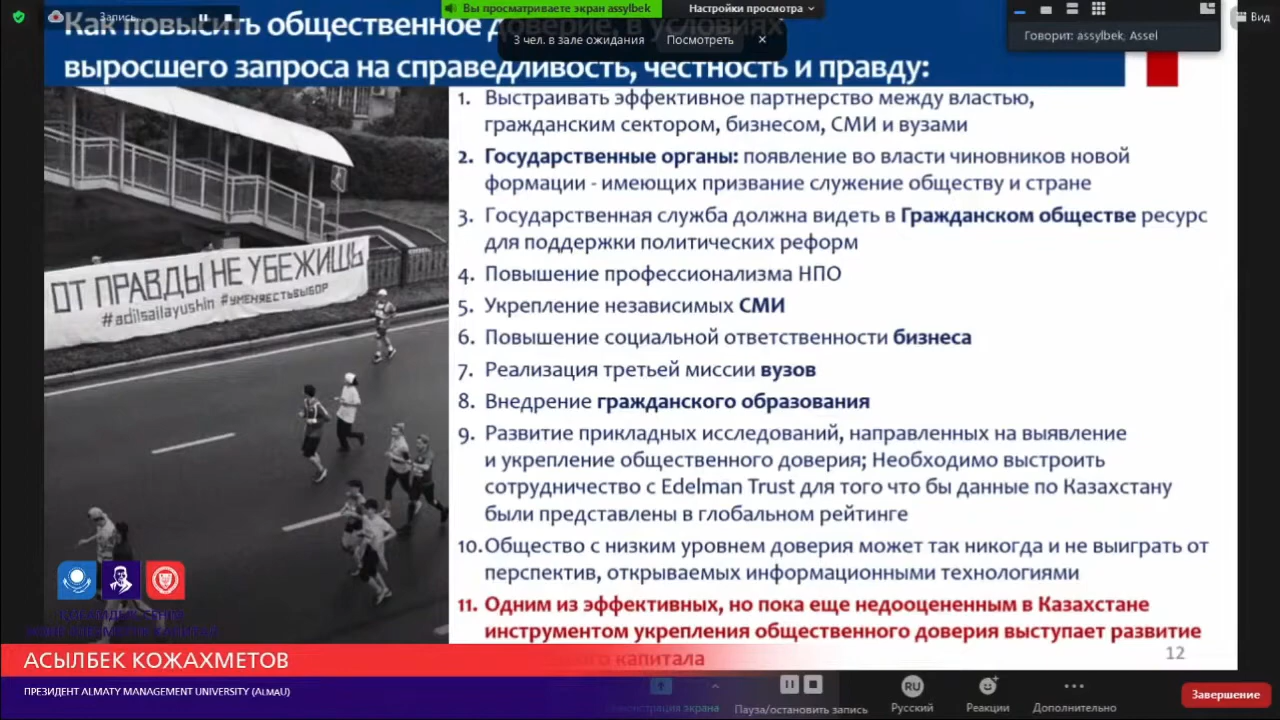 Запись...
Вы просматриваете экран assylbek
Настройки просмотра
Вид
3 чел. в зале ожидания
Посмотреть
Говорит: assylbek, Assel
Как повысить общественное доверие, в условиях
выросшего запроса на справедливость, честность и правду:
ОТ ПРАВДЫ НЕ УБЕЖИШЬ
#adilsailayushin #УМЕНЯЕСТЬВЫБОР
1. Выстраивать эффективное партнерство между властью,
гражданским сектором, бизнесом, СМИ и вузами
2. Государственные органы: появление во власти чиновников новой
формации - имеющих призвание служение обществу и стране
3. Государственная служба должна видеть в Гражданском обществе ресурс
для поддержки политических реформ
4. Повышение профессионализма НПО
5. Укрепление независимых СМИ
6. Повышение социальной ответственности бизнеса
7. Реализация третьей миссии вузов
8. Внедрение гражданского образования
9. Развитие прикладных исследований, направленных на выявление
и укрепление общественного доверия; Необходимо выстроить
сотрудничество с Edelman Trust для того что бы данные по Казахстану
были представлены в глобальном рейтинге
10. Общество с низким уровнем доверия может так никогда и не выиграть от
перспектив, открываемых информационными технологиями
11. Одним из эффективных, но пока еще недооцененным в Казахстане
инструментом укрепления общественного доверия выступает развитие
капитала
12
АСЫЛБЕК КОЖАХМЕТОВ
ПРЕЗИДЕНТ ALMATY MANAGEMENT UNIVERSITY (AlmaU)
Демонстрация экрана
Пауза/остановить запись
RU
Русский
Реакции
Дополнительно
Завершение